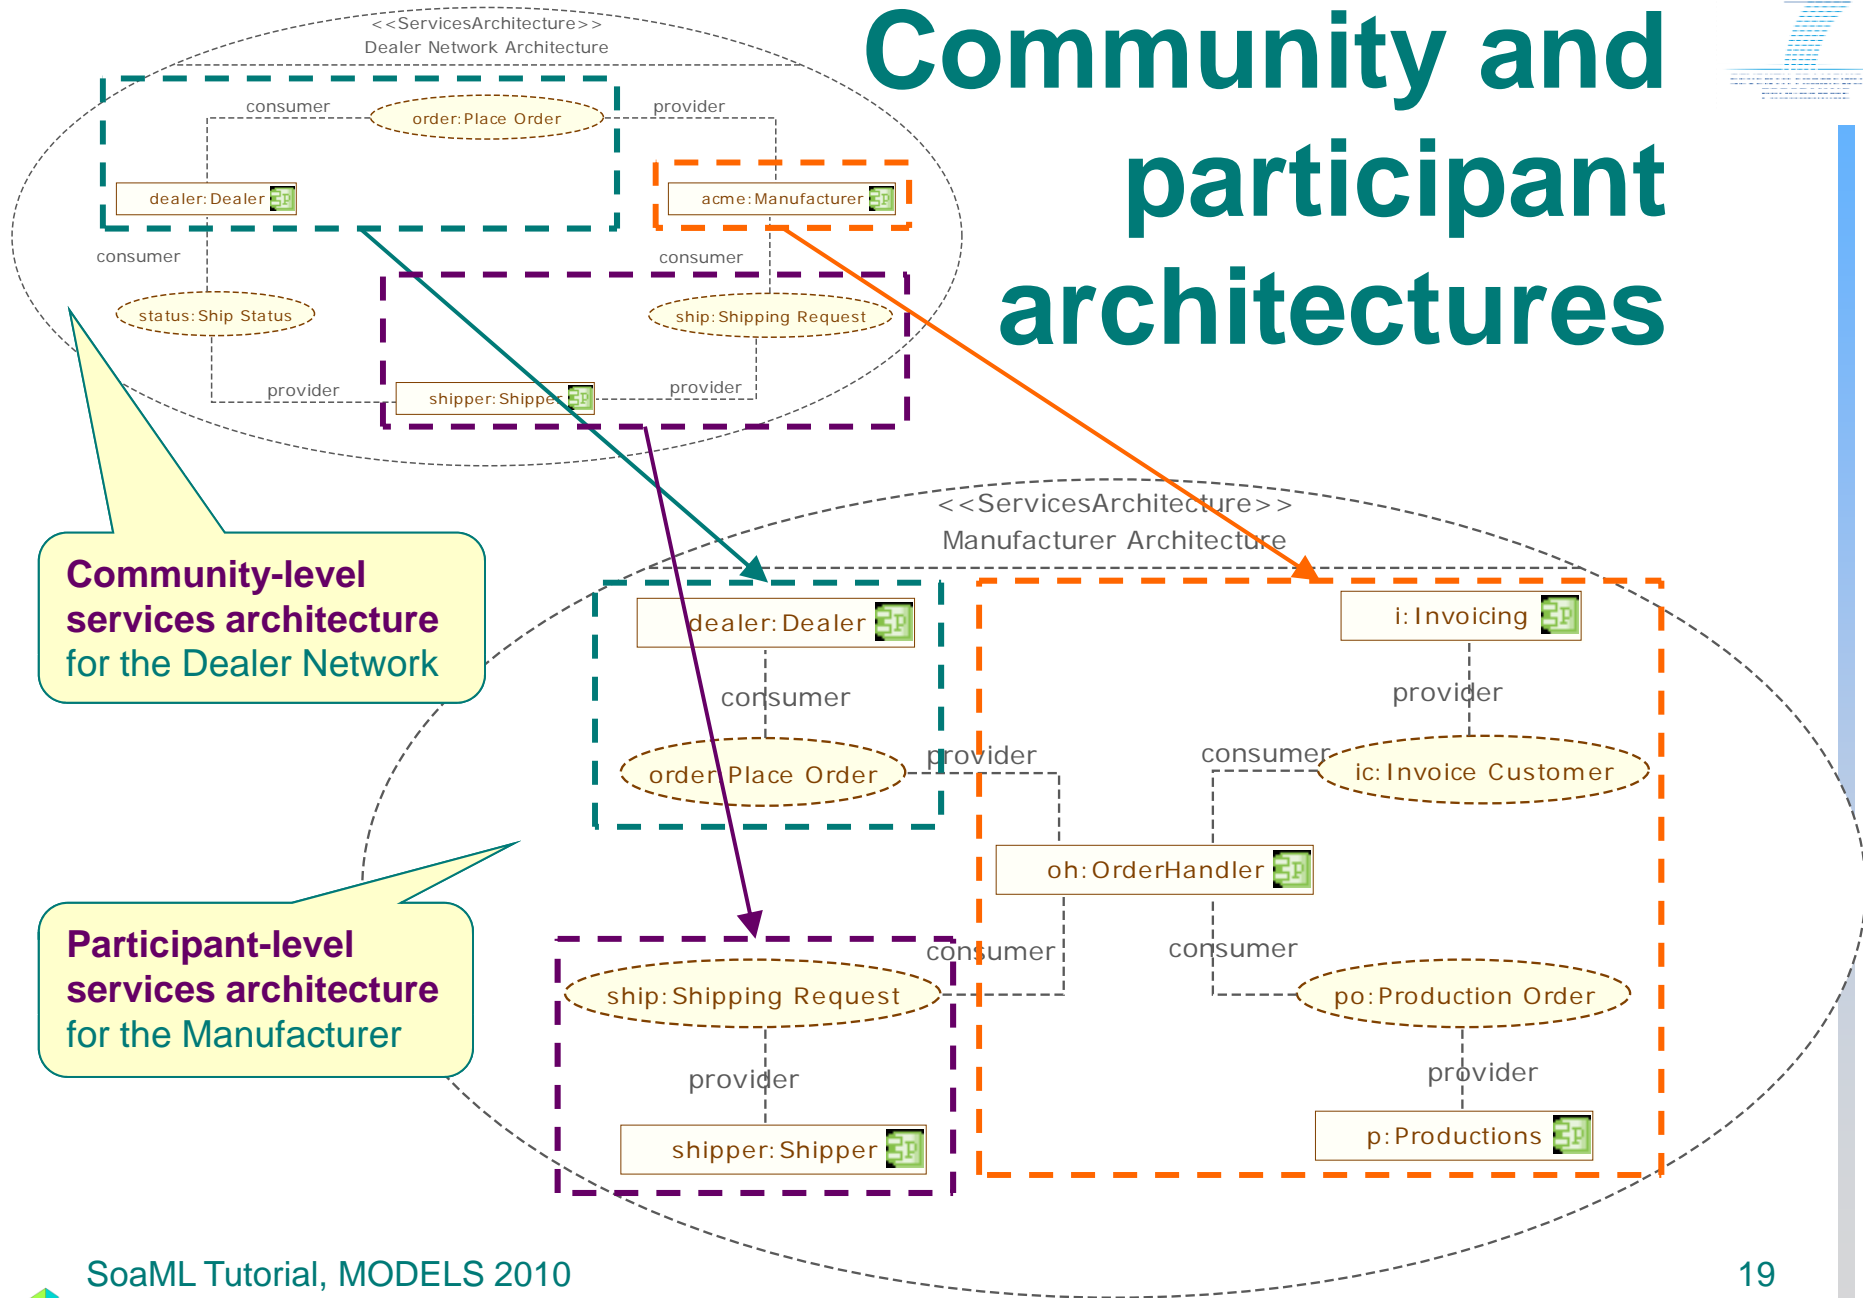 Community and
participant
architectures
<<ServicesArchitecture>>
Dealer Network Architecture
consumer
order:Place Order
provider
dealer:Dealer
acme:Manufacturer
consumer
consumer
status:Ship Status
ship:Shipping Request
provider
shipper:Shipper
provider
Community-level
services architecture
for the Dealer Network
<<ServicesArchitecture>>
Manufacturer Architecture
dealer:Dealer
i:Invoicing
consumer
provider
order:Place Order
provider
consumer
ic:Invoice Customer
oh:OrderHandler
Participant-level
services architecture
for the Manufacturer
consumer
consumer
ship:Shipping Request
po:Production Order
provider
provider
shipper:Shipper
p:Productions
SoaML Tutorial, MODELS 2010
19